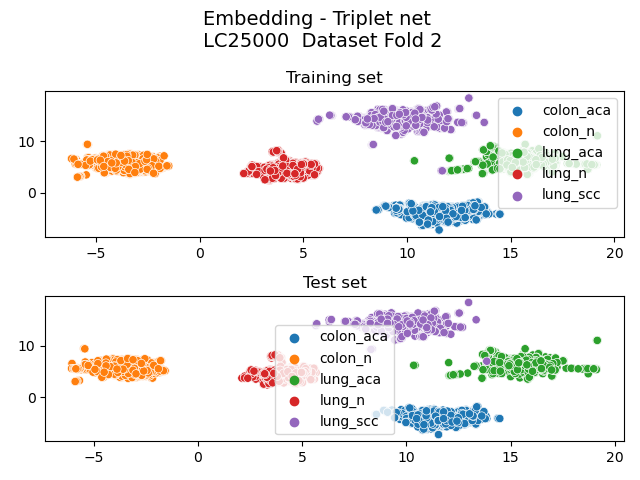 Embedding - Triplet net
LC25000  Dataset Fold 2
Training set
10
0
−5
0
5
10
15
20
colon_aca
colon_n
lung_aca
lung_n
lung_scc
Test set
10
0
−5
0
5
10
15
20
colon_aca
colon_n
lung_aca
lung_n
lung_scc